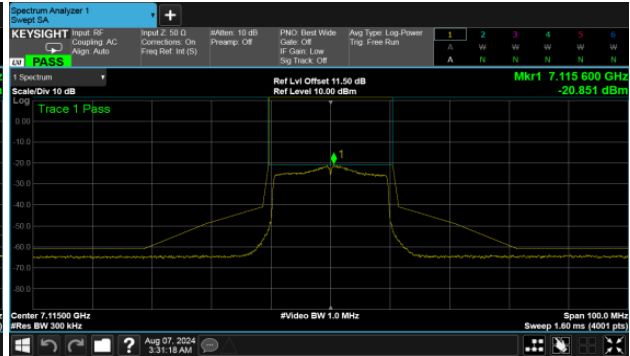 Spectrum Analyzer 1
Swept SA
+
KEYSIGHT Input: RF
Coupling: AC
Align: Auto
Input Z: 50 Ω
Corrections: On
Freq Ref: Int (S)
#Atten: 10 dB
Preamp: Off
PNO: Best Wide
Gate: Off
IF Gain: Low
Sig Track: Off
Avg Type: Log-Power
Trig: Free Run
1 2 3 4 5 6
A W W W W W
A N N N N N
EXT PASS
1 Spectrum
Scale/Div 10 dB
Ref Lvl Offset 11.50 dB
Ref Level 10.00 dBm
Mkr1 7.115 600 GHz
-20.851 dBm
Log
Trace 1 Pass
0.00
-10.0
-20.0
-30.0
-40.0
-50.0
-60.0
-70.0
-80.0
1
Center 7.11500 GHz
#Res BW 300 kHz
#Video BW 1.0 MHz
Span 100.0 MHz
Sweep 1.60 ms (4001 pts)
?
Aug 07, 2024
3:31:18 AM